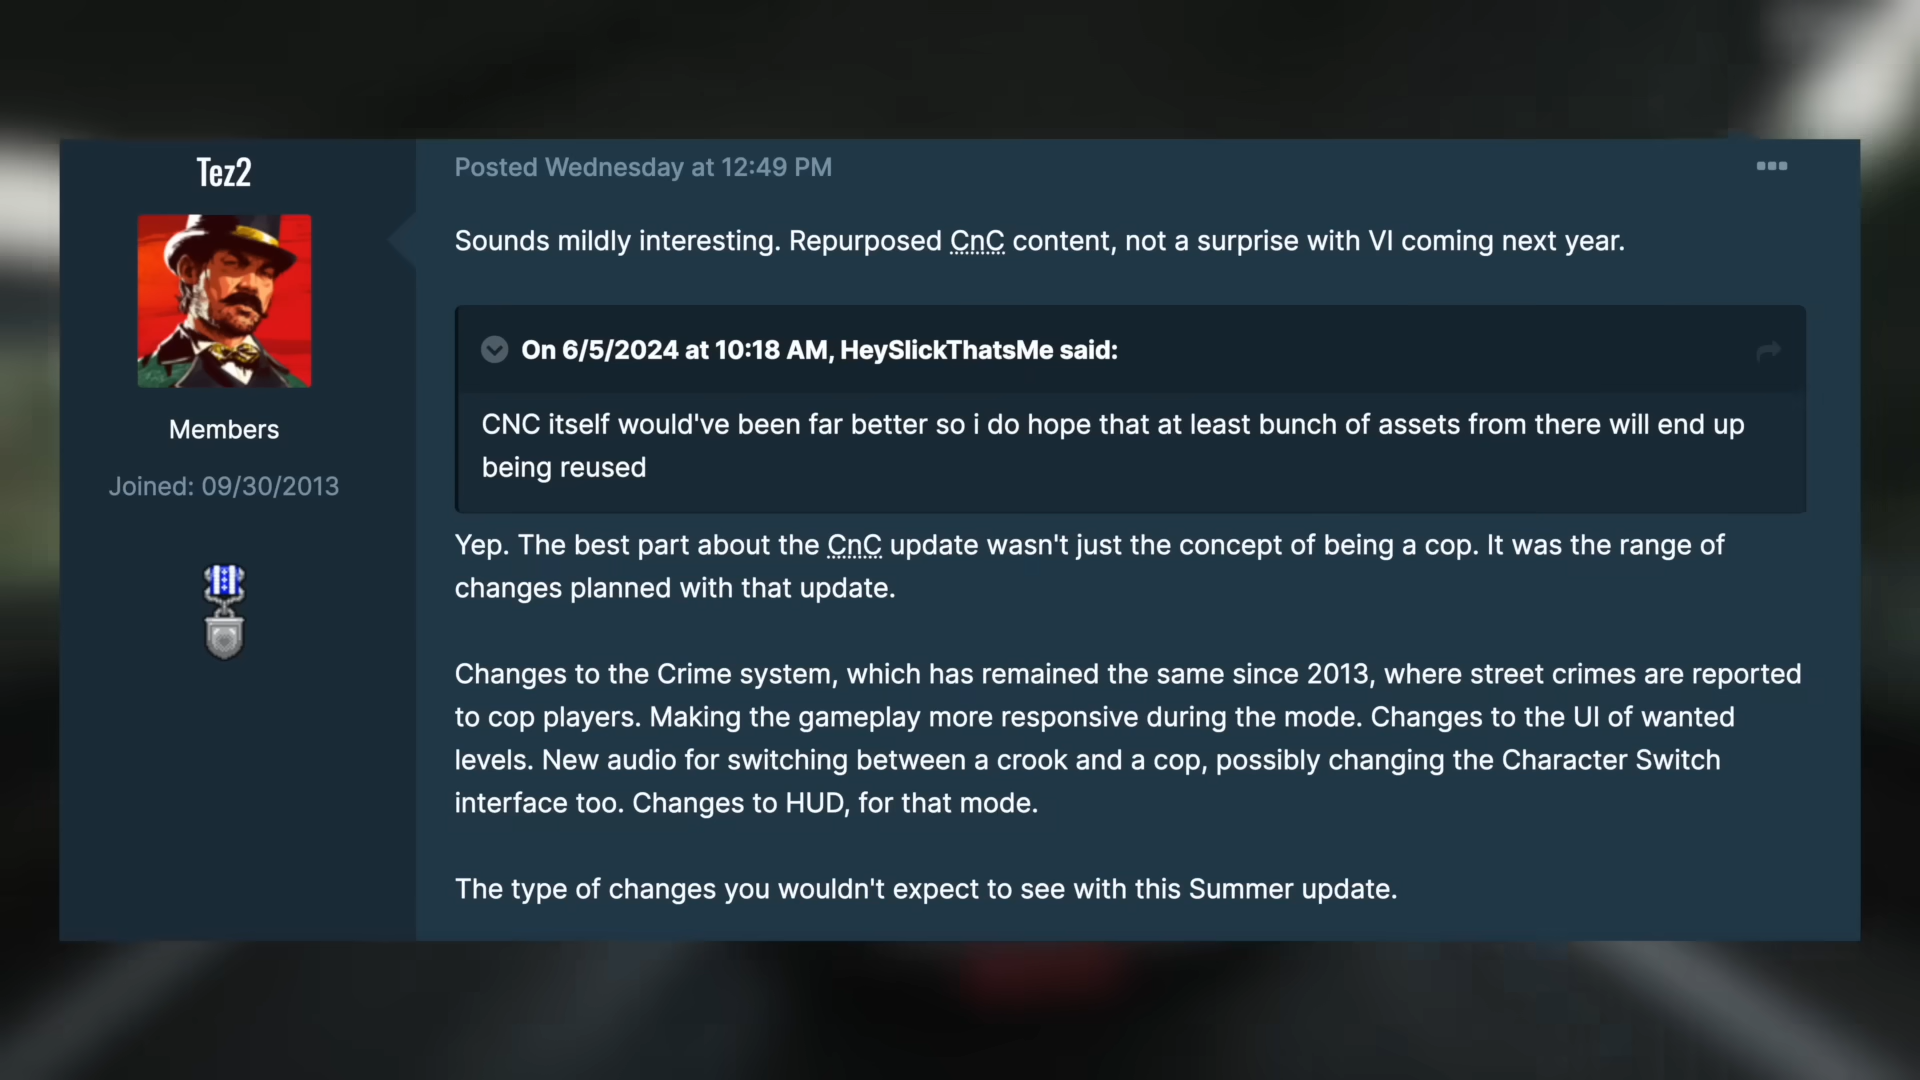 Tez2
Members
Joined: 09/30/2013
Posted Wednesday at 12:49 PM
Sounds mildly interesting. Repurposed CnC content, not a surprise with VI coming next year.
On 6/5/2024 at 10:18 AM, HeySlickThatsMe said:
CNC itself would've been far better so i do hope that at least bunch of assets from there will end up
being reused
Yep. The best part about the CnC update wasn't just the concept of being a cop. It was the range of
changes planned with that update.
Changes to the Crime system, which has remained the same since 2013, where street crimes are reported
to cop players. Making the gameplay more responsive during the mode. Changes to the UI of wanted
levels. New audio for switching between a crook and a cop, possibly changing the Character Switch
interface too. Changes to HUD, for that mode.
The type of changes you wouldn't expect to see with this Summer update.